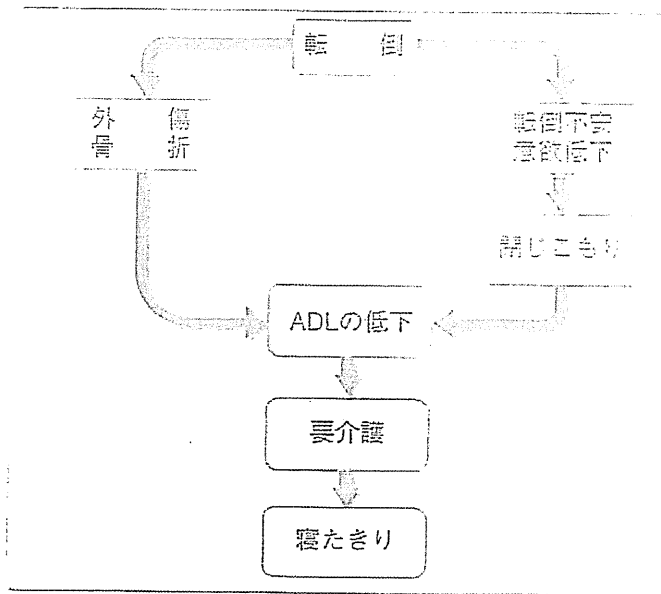 転倒
外傷
骨折
転倒不安
意欲低下
閉じこもり
ADLの低下
要介護
寝たきり